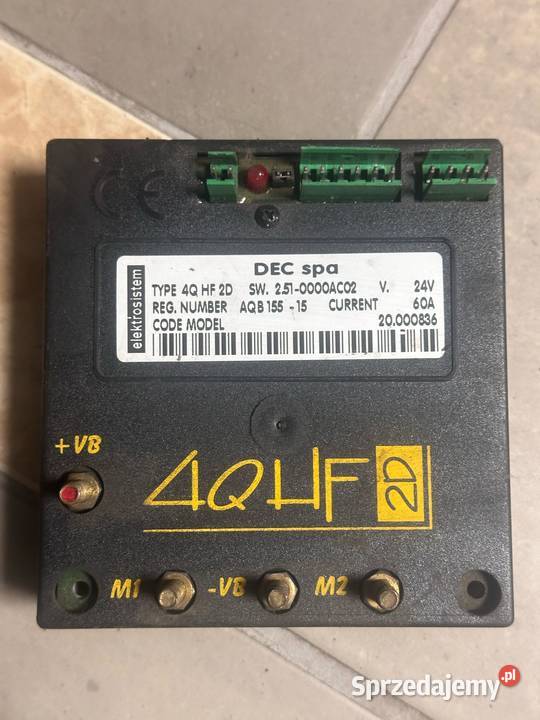 CE
DEC spa
elektrosistem
TYPE 4Q HF 2D SW. 2.51-0000AC02 V. 24V
REG. NUMBER AQB 155 -15 CURRENT 60A
CODE MODEL 20.000836
+VB
4QHF 2D
M1 -VB M2
Sprzedajemy.pl